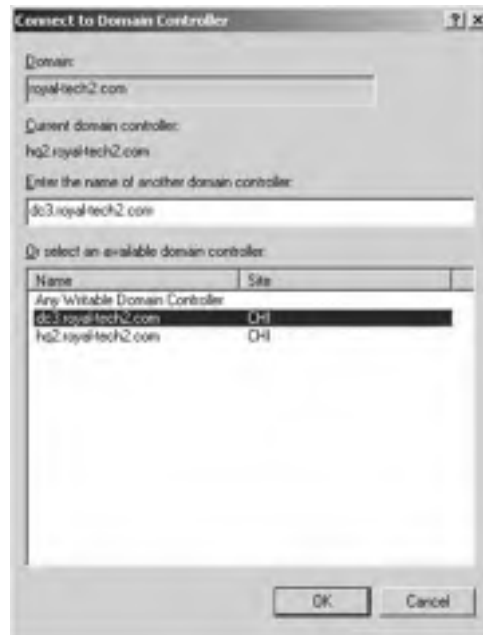 Connect to Domain Controller
Domain:
royal-tech2.com
Current domain controller:
hq2.royal-tech2.com
Enter the name of another domain controller:
dc3.royal-tech2.com
Or select an available domain controller:
Name Site
Any Writable Domain Controller
dc3.royal-tech2.com CHI
hq2.royal-tech2.com CHI
OK Cancel